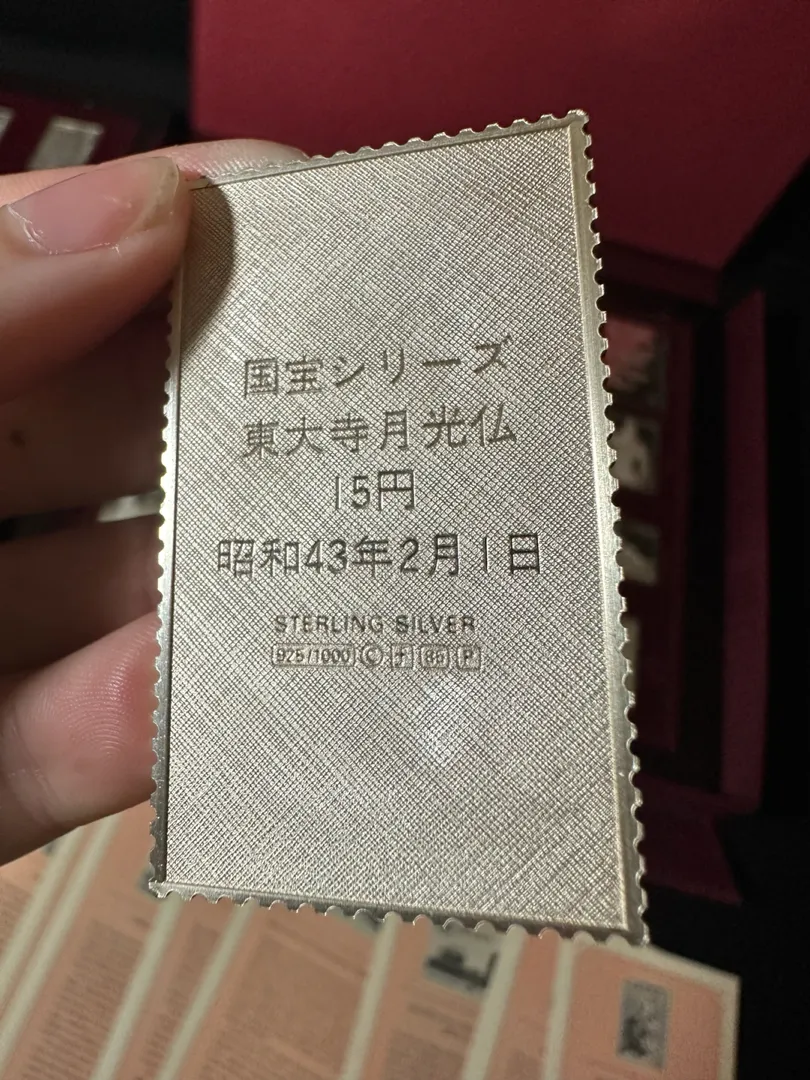 国宝シリーズ
東大寺月光仏
15円
昭和43年2月1日
STERLING SILVER
925/1000 © P